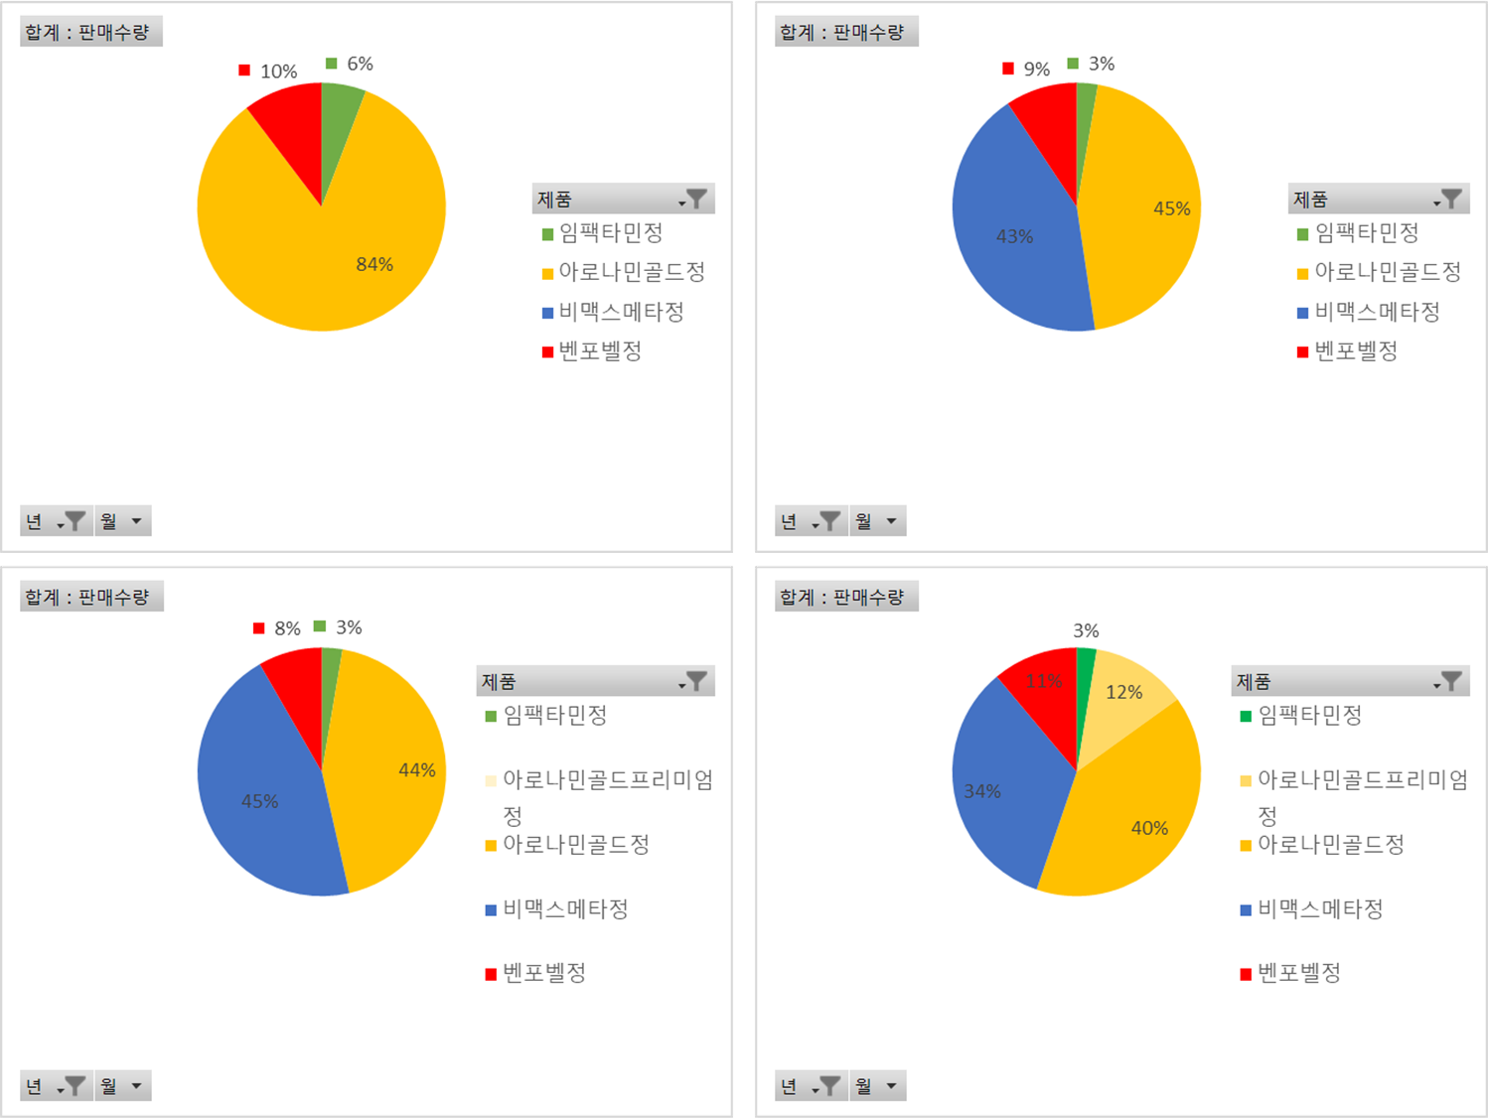 합계 : 판매수량
10%
6%
84%
제품
임팩타민정
아로나민골드정
비맥스메타정
벤포벨정
년
월
합계 : 판매수량
9%
3%
45%
43%
제품
임팩타민정
아로나민골드정
비맥스메타정
벤포벨정
년
월
합계 : 판매수량
8%
3%
44%
45%
제품
임팩타민정
아로나민골드프리미엄
정
아로나민골드정
비맥스메타정
벤포벨정
년
월
합계 : 판매수량
3%
11%
12%
34%
40%
제품
임팩타민정
아로나민골드프리미엄
정
아로나민골드정
비맥스메타정
벤포벨정
년
월